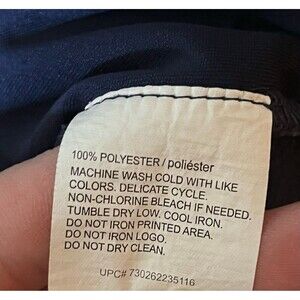 100% POLYESTER / poliéster
MACHINE WASH COLD WITH LIKE
COLORS. DELICATE CYCLE.
NON-CHLORINE BLEACH IF NEEDED.
TUMBLE DRY LOW. COOL IRON.
DO NOT IRON PRINTED AREA.
DO NOT IRON LOGO.
DO NOT DRY CLEAN.
UPC# 730262235116